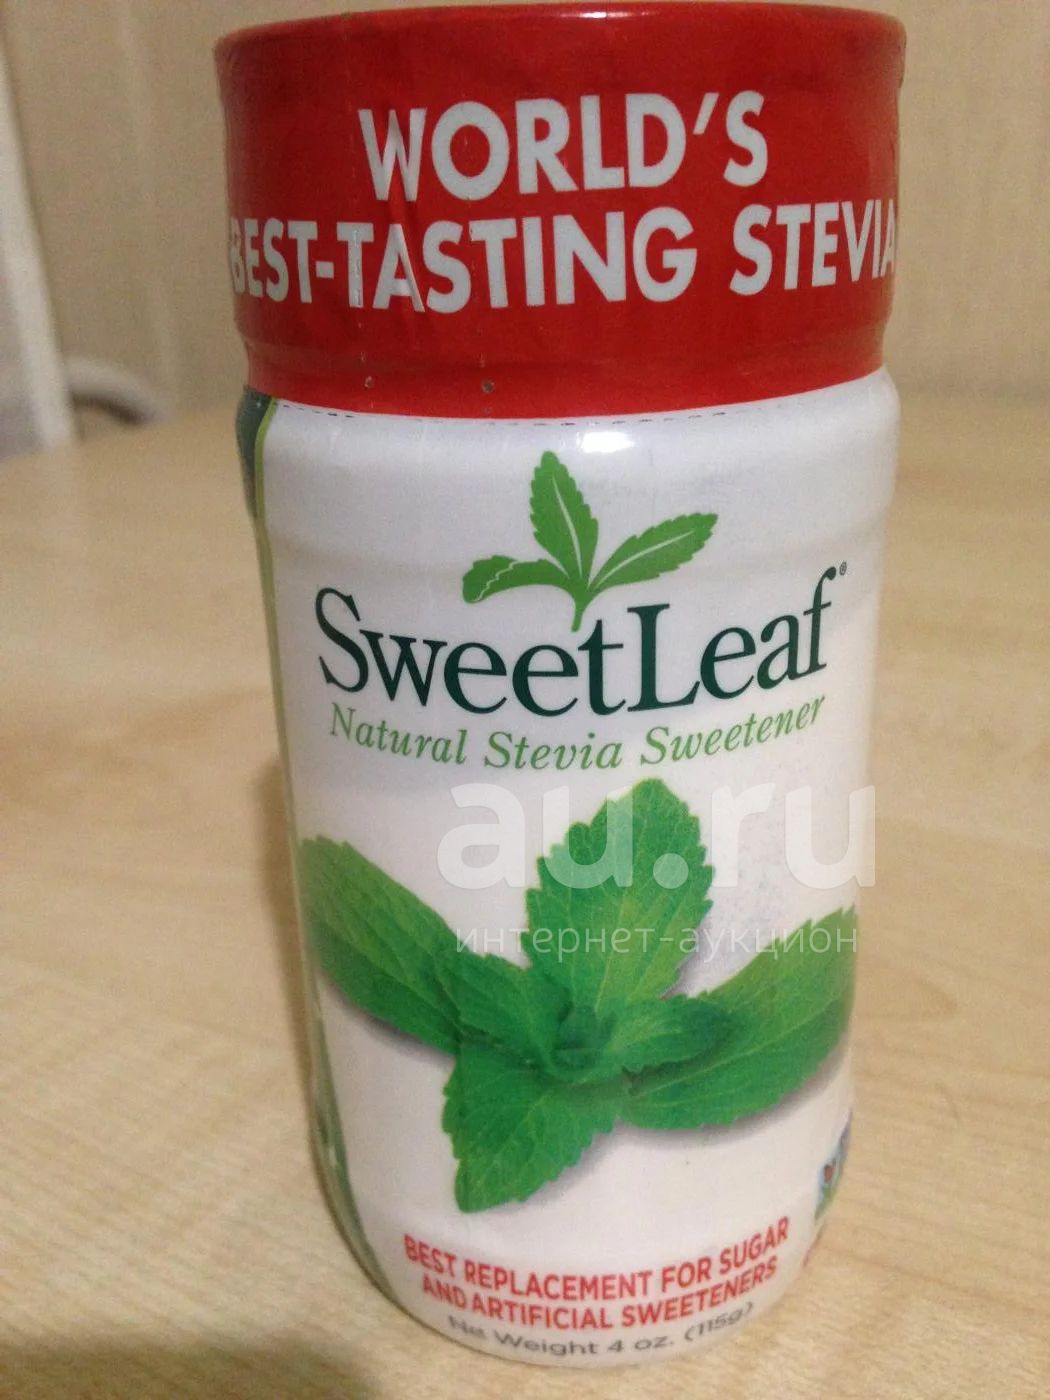 WORLD'S
BEST-TASTING STEVIA
SweetLeaf®
Natural Stevia Sweetener
au.ru
интернет-аукцион
BEST REPLACEMENT FOR SUGAR
AND ARTIFICIAL SWEETENERS
Net Weight 4 oz. (115g)